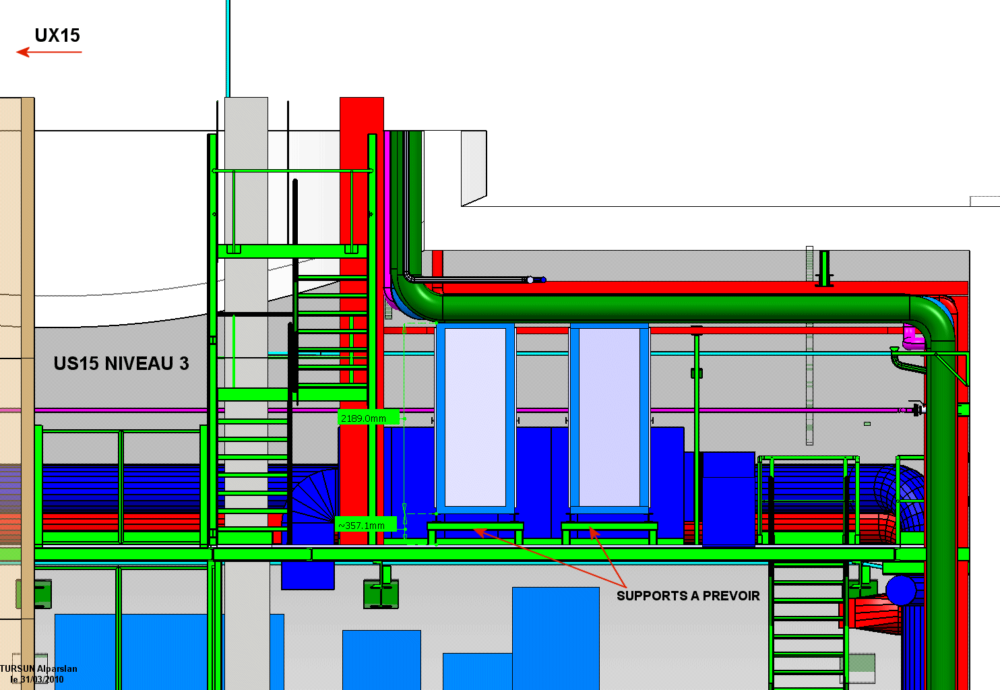 UX15
US15 NIVEAU 3
2189.0mm
~357.1mm
SUPPORTS A PREVOIR
TURSUN Alparslan
le 31/03/2010